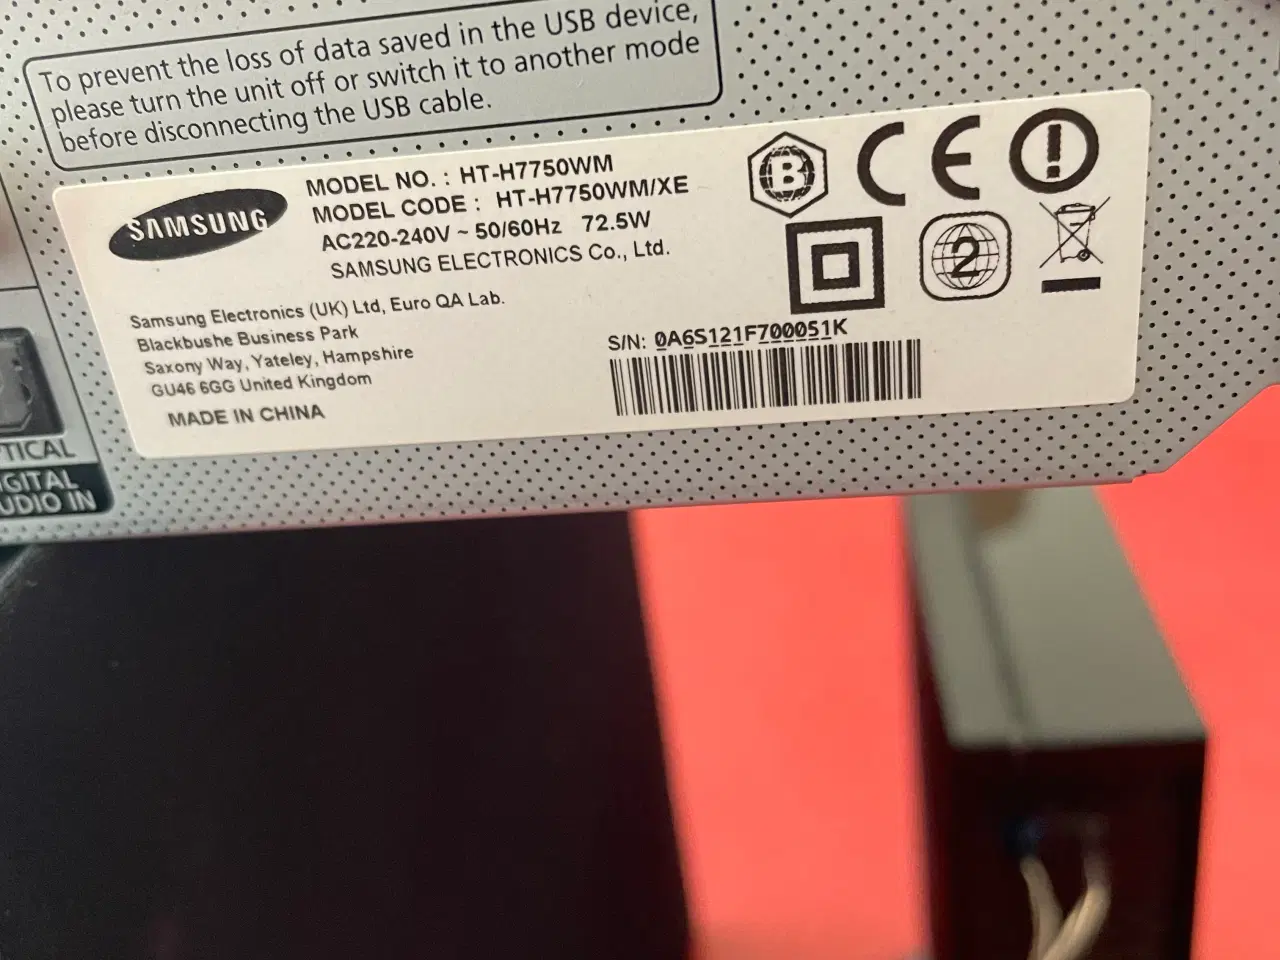 To prevent the loss of data saved in the USB device,
please turn the unit off or switch it to another mode
before disconnecting the USB cable.
SAMSUNG
MODEL NO. : HT-H7750WM
MODEL CODE : HT-H7750WM/XE
AC220-240V ~ 50/60Hz 72.5W
SAMSUNG ELECTRONICS Co., Ltd.
Samsung Electronics (UK) Ltd, Euro QA Lab.
Blackbushe Business Park
Saxony Way, Yateley, Hampshire
GU46 6GG United Kingdom
MADE IN CHINA
B
CE
!
2
S/N: 0A6S121F700051K
TICAL
IGITAL
UDIO IN